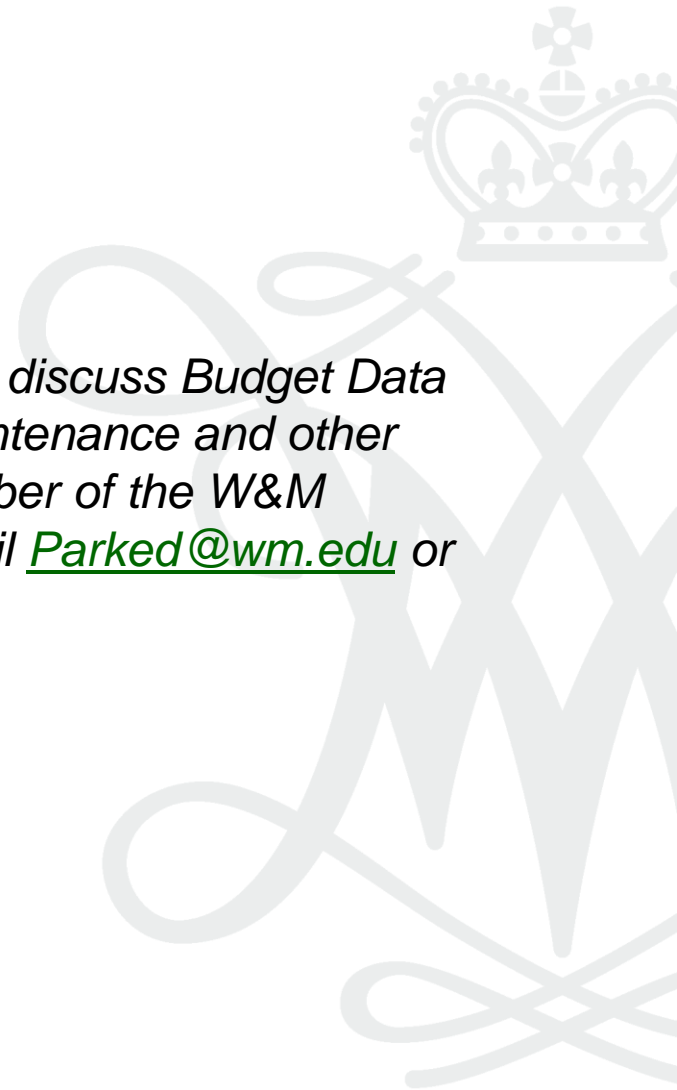 discuss Budget Data
ntenance and other
ber of the W&M
il Parked@wm.edu or